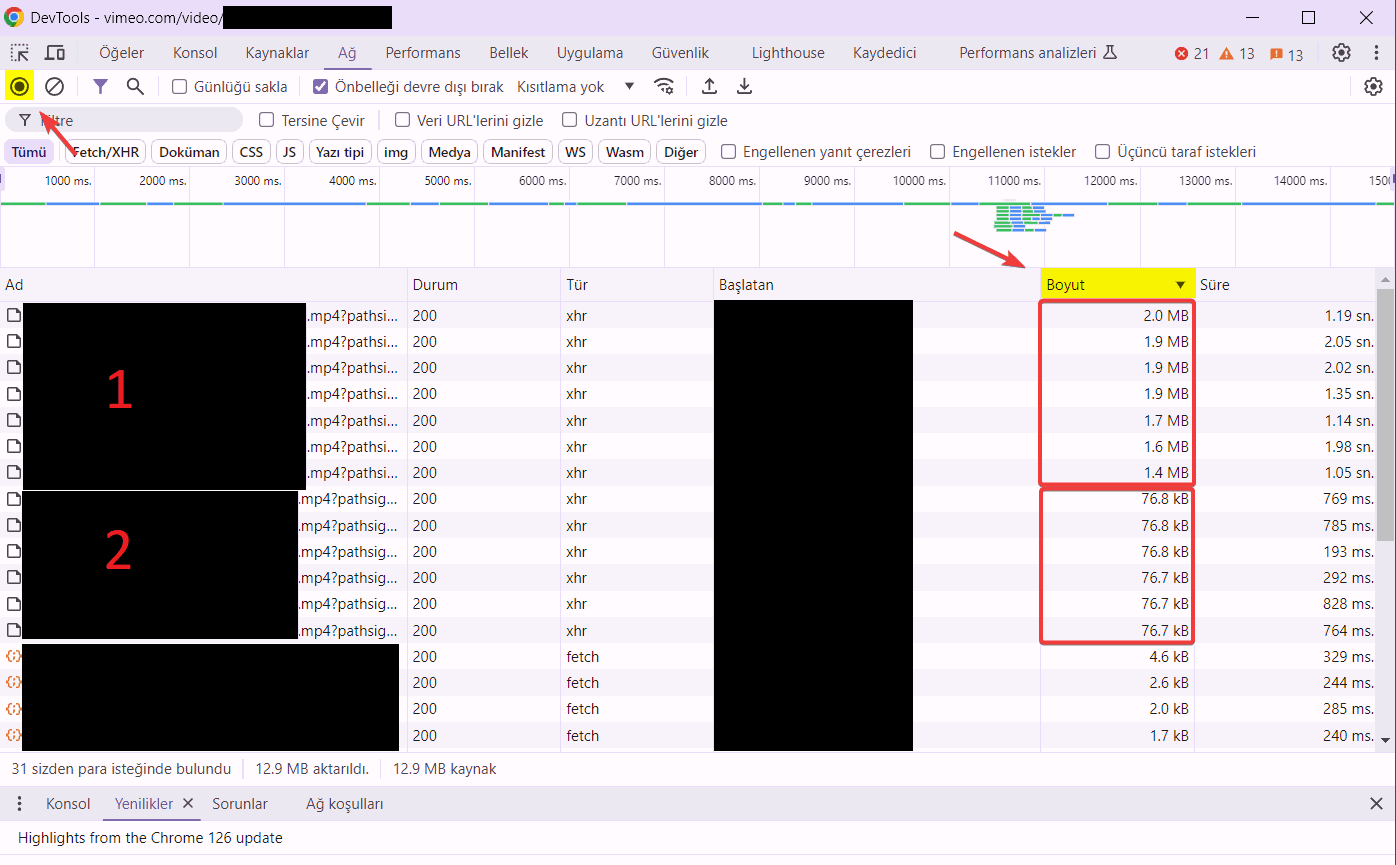 DevTools - vimeo.com/video/
Öğeler Konsol Kaynaklar Ağ Performans Bellek Uygulama Güvenlik Lighthouse Kaydedici Performans analizleri 21 13 13
Günlüğü sakla Önbelleği devre dışı bırak Kısıtlama yok
Filtre Tersine Çevir Veri URL'lerini gizle Uzantı URL'lerini gizle
Tümü Fetch/XHR Doküman CSS JS Yazı tipi img Medya Manifest WS Wasm Diğer Engellenen yanıt çerezleri Engellenen istekler Üçüncü taraf istekleri
1000 ms. 2000 ms. 3000 ms. 4000 ms. 5000 ms. 6000 ms. 7000 ms. 8000 ms. 9000 ms. 10000 ms. 11000 ms. 12000 ms. 13000 ms. 14000 ms. 1500
Ad Durum Tür Başlatan Boyut Süre
.mp4?pathsi... 200 xhr 2.0 MB 1.19 sn.
.mp4?pathsi... 200 xhr 1.9 MB 2.05 sn.
.mp4?pathsi... 200 xhr 1.9 MB 2.02 sn.
1
.mp4?pathsi... 200 xhr 1.9 MB 1.35 sn.
.mp4?pathsi... 200 xhr 1.7 MB 1.14 sn.
.mp4?pathsi... 200 xhr 1.6 MB 1.98 sn.
.mp4?pathsi... 200 xhr 1.4 MB 1.05 sn.
.mp4?pathsig... 200 xhr 76.8 kB 769 ms.
.mp4?pathsig... 200 xhr 76.8 kB 785 ms.
2
.mp4?pathsig... 200 xhr 76.8 kB 193 ms.
.mp4?pathsig... 200 xhr 76.7 kB 292 ms.
.mp4?pathsig... 200 xhr 76.7 kB 828 ms.
.mp4?pathsig... 200 xhr 76.7 kB 764 ms.
200 fetch 4.6 kB 329 ms.
200 fetch 2.6 kB 244 ms.
200 fetch 2.0 kB 285 ms.
200 fetch 1.7 kB 240 ms.
31 sizden para isteğinde bulundu 12.9 MB aktarıldı. 12.9 MB kaynak
Konsol Yenilikler Sorunlar Ağ koşulları
Highlights from the Chrome 126 update